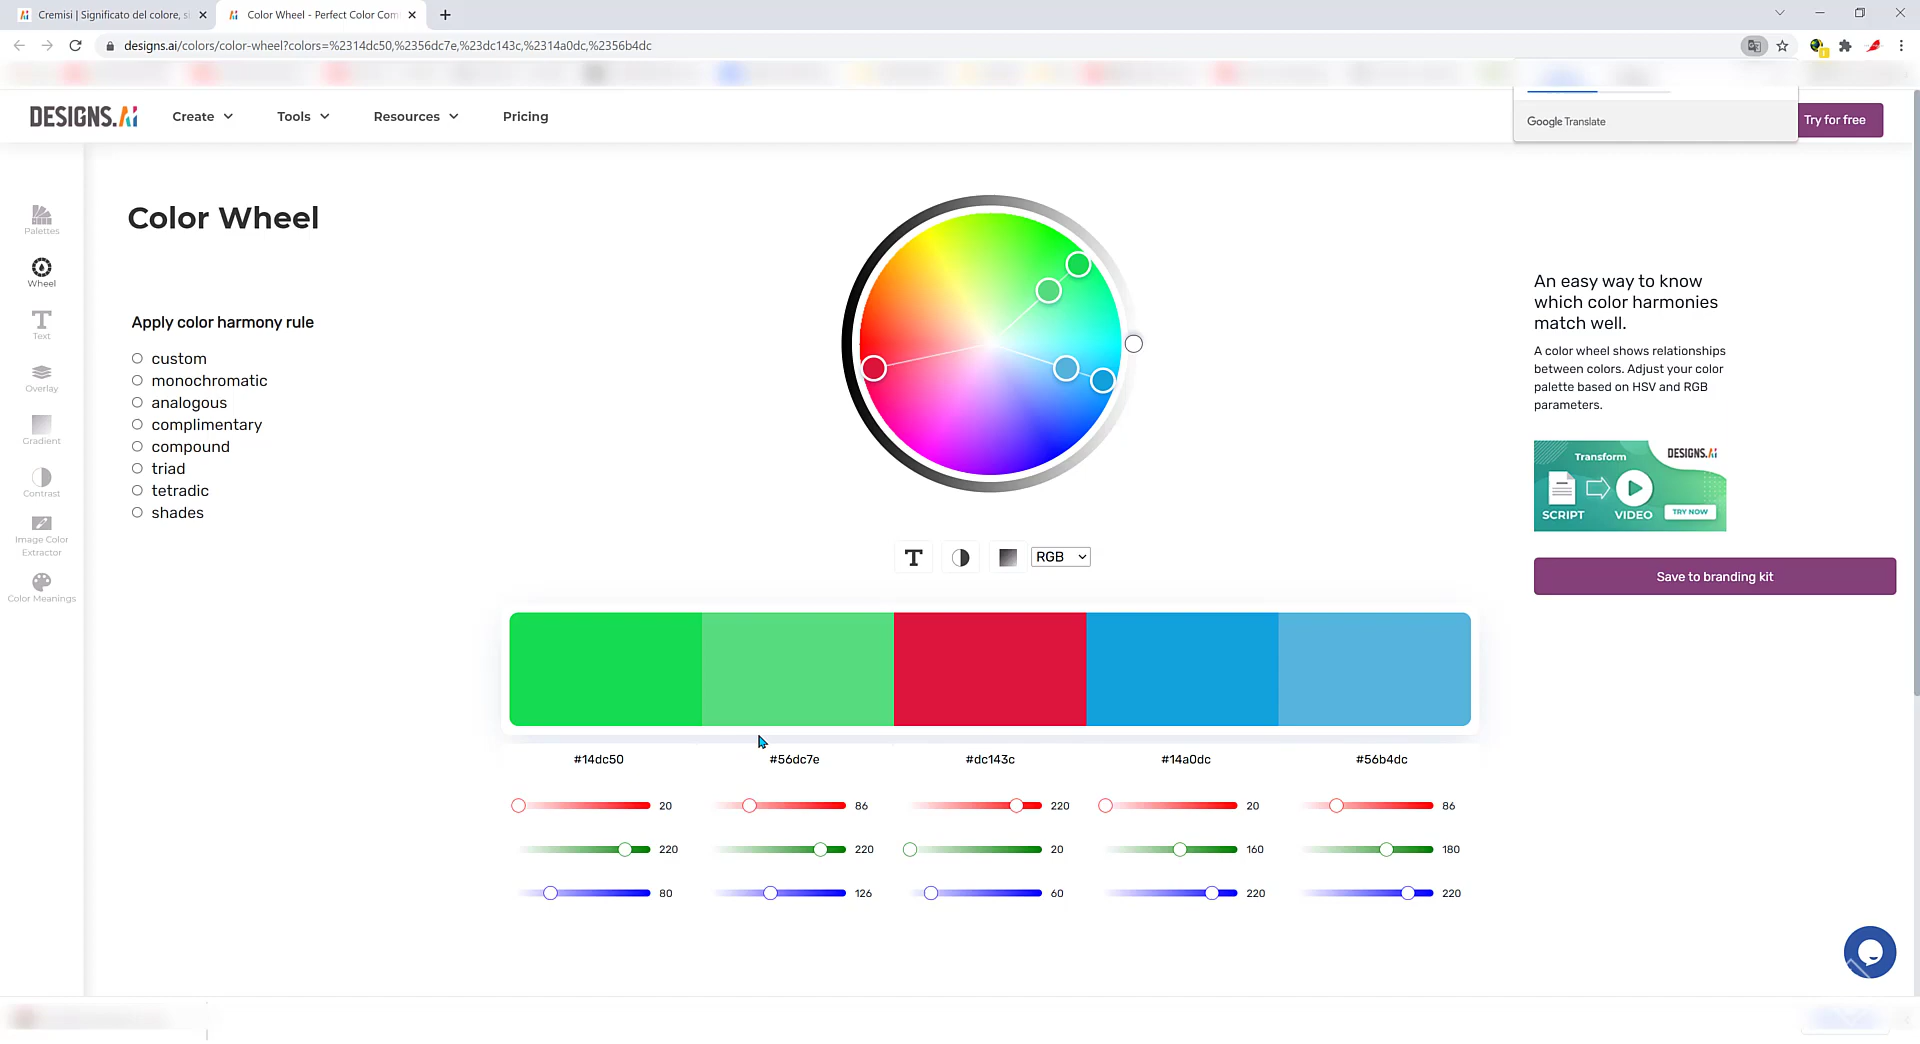 Cremisi | Significato del colore, s
Color Wheel - Perfect Color Com
designs.ai/colors/color-wheel?colors=%2314dc50,%2356dc7e,%23dc143c,%2314a0dc,%2356b4dc
DESIGNS.Ai
Create
Tools
Resources
Pricing
Google Translate
Try for free
Palettes
Wheel
Text
Overlay
Gradient
Contrast
Image Color
Extractor
Color Meanings
Color Wheel
Apply color harmony rule
custom
monochromatic
analogous
complimentary
compound
triad
tetradic
shades
RGB
An easy way to know
which color harmonies
match well.
A color wheel shows relationships
between colors. Adjust your color
palette based on HSV and RGB
parameters.
Transform
DESIGNS.Ai
SCRIPT
VIDEO
TRY NOW
Save to branding kit
#14dc50 #56dc7e #dc143c #14a0dc #56b4dc
20 86 220 20 86
220 220 20 160 180
80 126 60 220 220